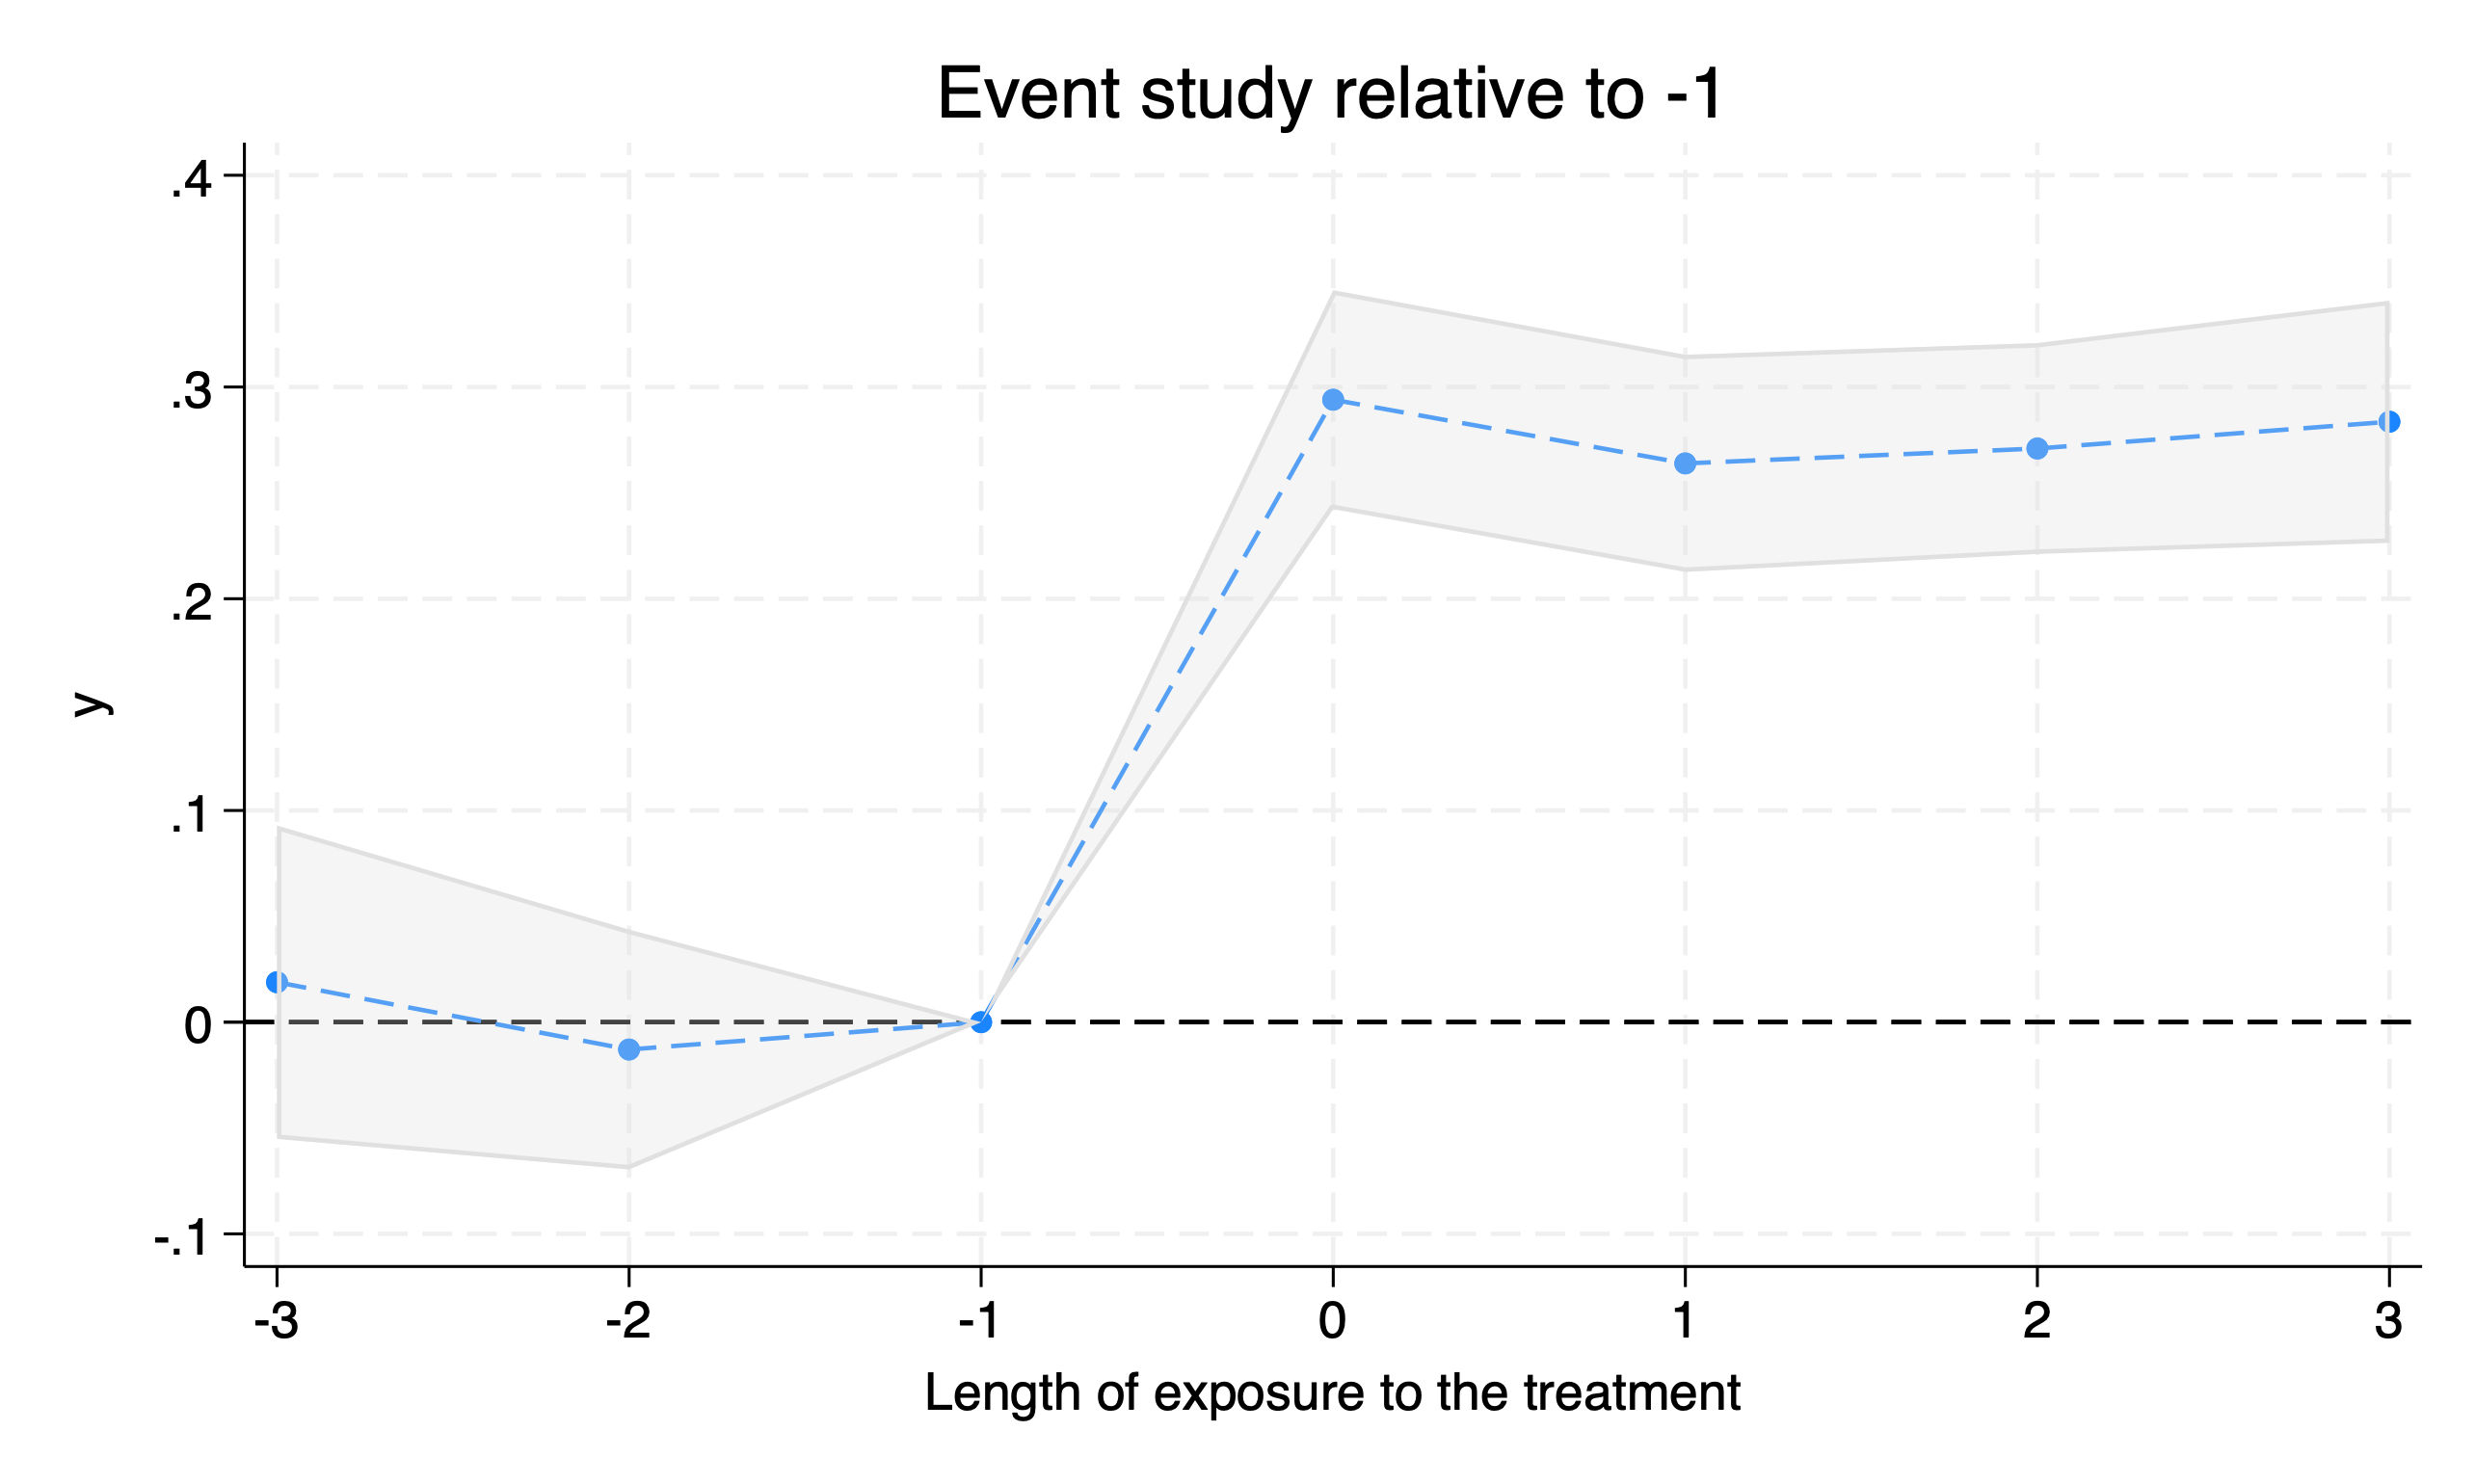 Event study relative to -1
.4
.3
.2
.1
0
-.1
y
-3 -2 -1 0 1 2 3
Length of exposure to the treatment